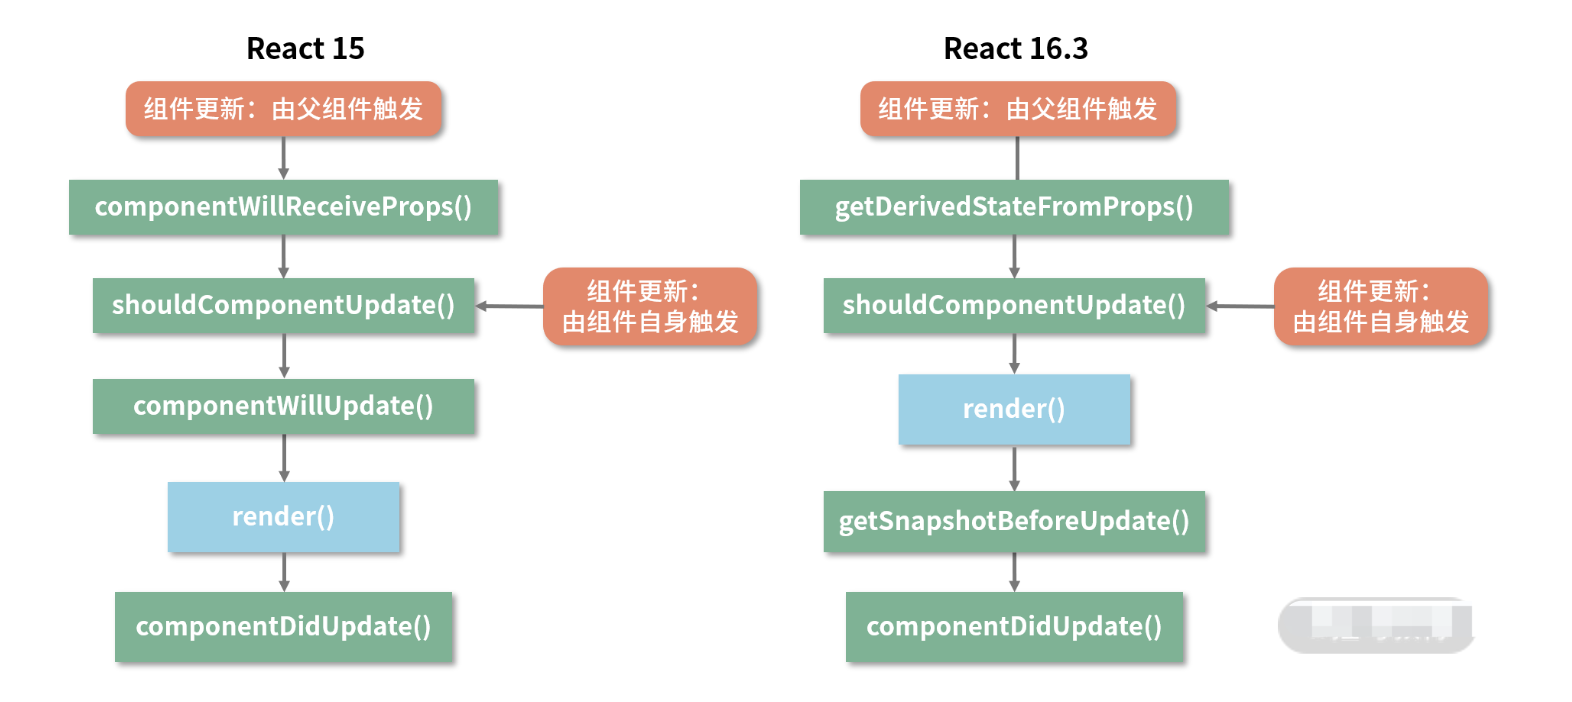 React 15
组件更新：由父组件触发
componentWillReceiveProps()
shouldComponentUpdate()
组件更新：
由组件自身触发
componentWillUpdate()
render()
componentDidUpdate()
React 16.3
组件更新：由父组件触发
getDerivedStateFromProps()
shouldComponentUpdate()
组件更新：
由组件自身触发
render()
getSnapshotBeforeUpdate()
componentDidUpdate()